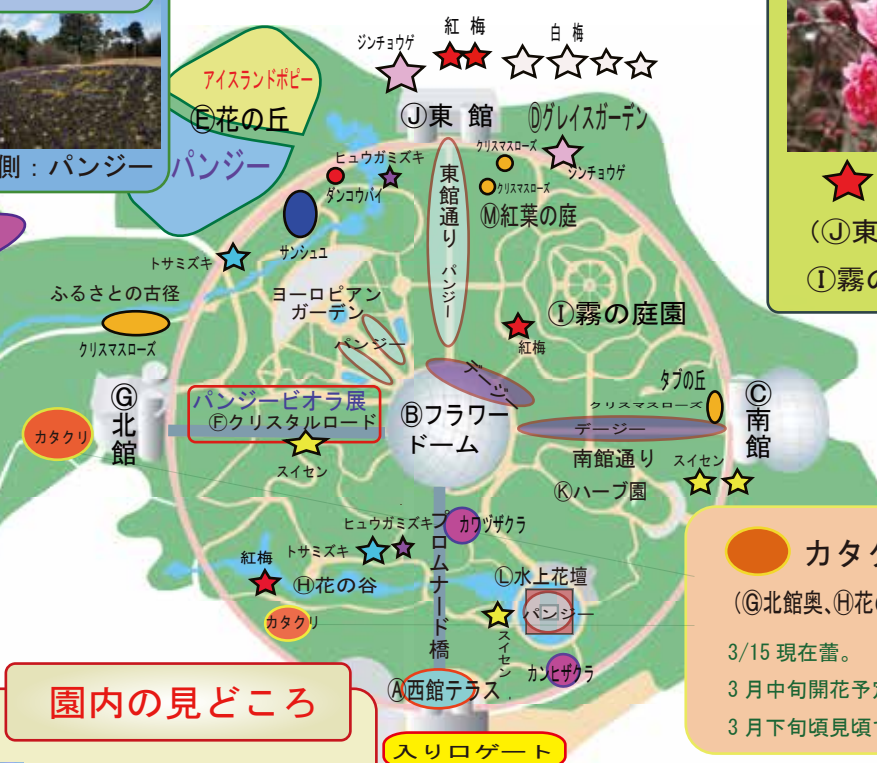 ジンチョウゲ
紅 梅
白 梅
アイスランドポピー
Ⓔ花の丘
Ⓙ東 館
Ⓓグレイスガーデン
側：パンジー
パンジー
ヒュウガミズキ
ダンコウバイ
クリスマスローズ
ジンチョウゲ
クリスマスローズ
東館通り
パンジー
Ⓜ紅葉の庭
サンシュユ
トサミズキ
(Ⓙ東
Ⓘ霧の
ふるさとの古径
ヨーロピアン
ガーデン
パンジー
クリスマスローズ
Ⓘ霧の庭園
紅梅
デージー
タブの丘
クリスマスローズ
Ⓖ北館
カタクリ
パンジービオラ展
Ⓕクリスタルロード
スイセン
Ⓑフラワー
ドーム
デージー
Ⓒ南館
南館通り
スイセン
Ⓚハーブ園
ヒュウガミズキ
トサミズキ
プロムナード橋
カワヅザクラ
紅梅
Ⓗ花の谷
カタクリ
Ⓛ水上花壇
パンジー
スイセン
カンヒザクラ
カタク
(Ⓖ北館奥、Ⓗ花の
3/15 現在蕾。
3 月中旬開花予定
3 月下旬頃見頃
園内の見どころ
Ⓐ西館テラス
入り口ゲート